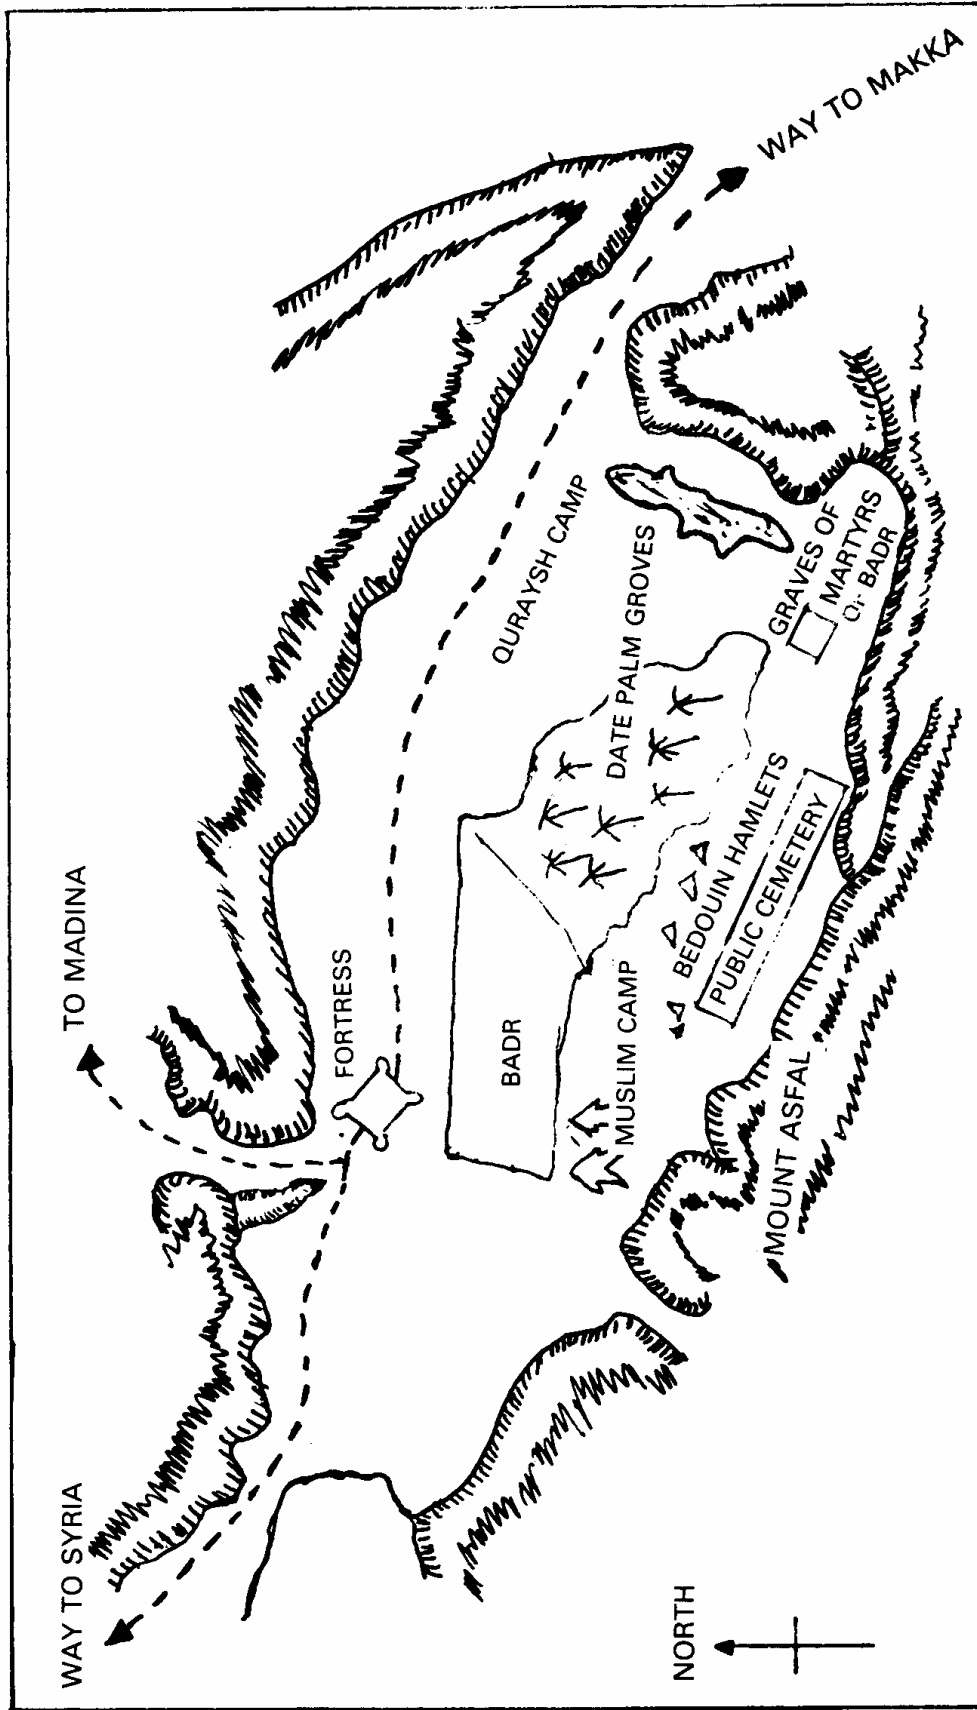 WAY TO SYRIA
TO MADINA
WAY TO MAKKA
FORTRESS
QURAYSH CAMP
BADR
DATE PALM GROVES
MUSLIM CAMP
BEDOUIN HAMLETS
PUBLIC CEMETERY
GRAVES OF
MARTYRS
OF BADR
MOUNT ASFAL
NORTH